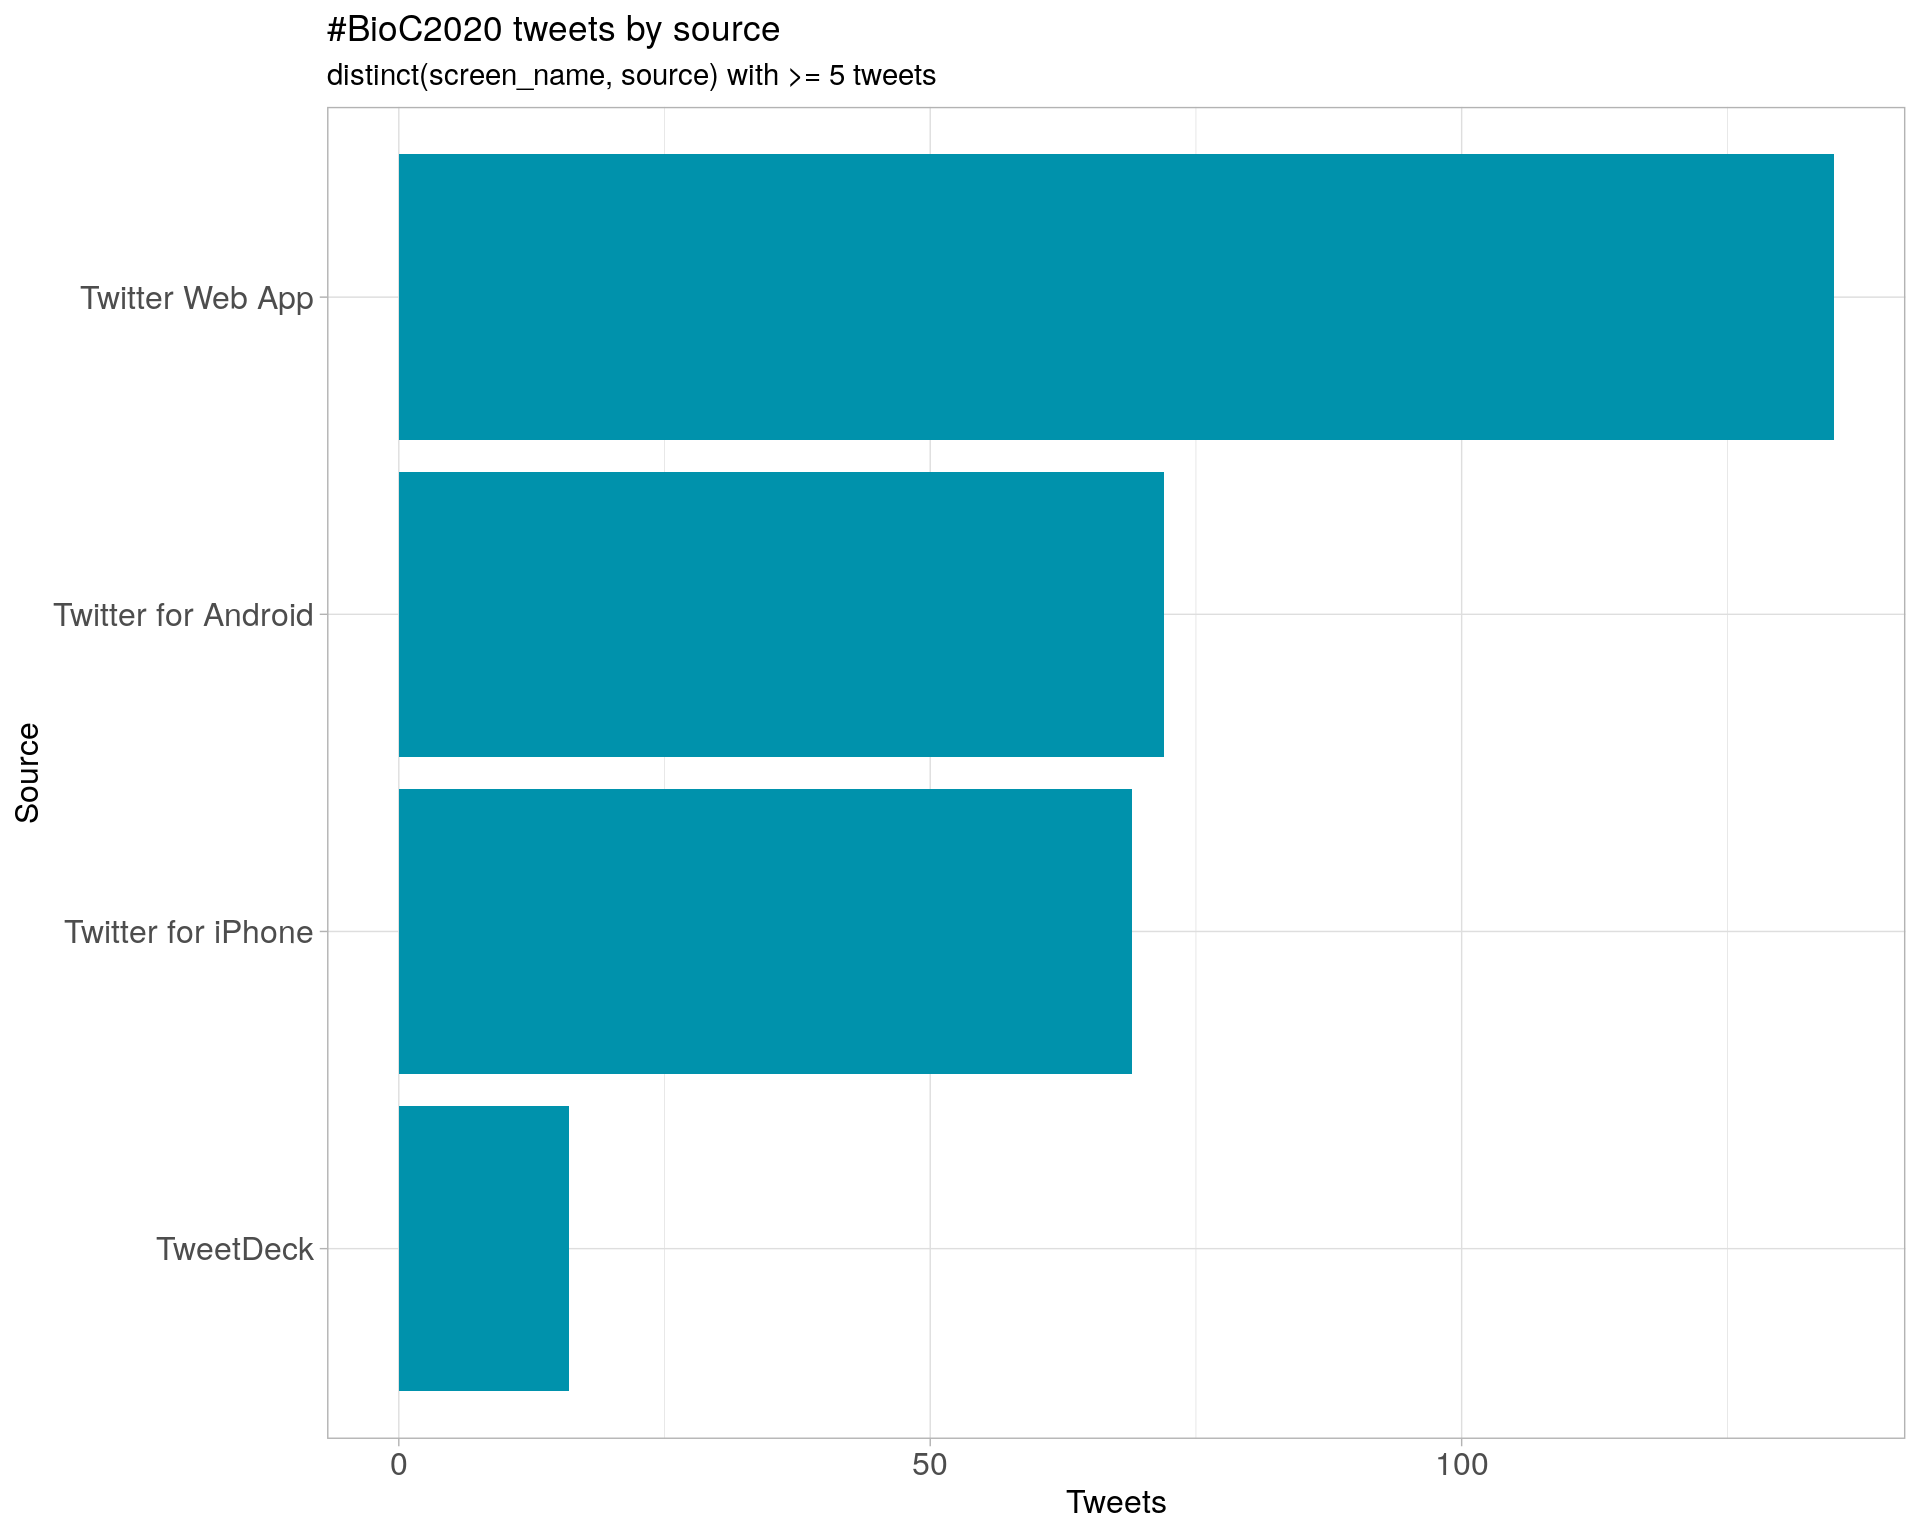 #BioC2020 tweets by source
distinct(screen_name, source) with >= 5 tweets
Source
Twitter Web App
Twitter for Android
Twitter for iPhone
TweetDeck
0 50 100
Tweets